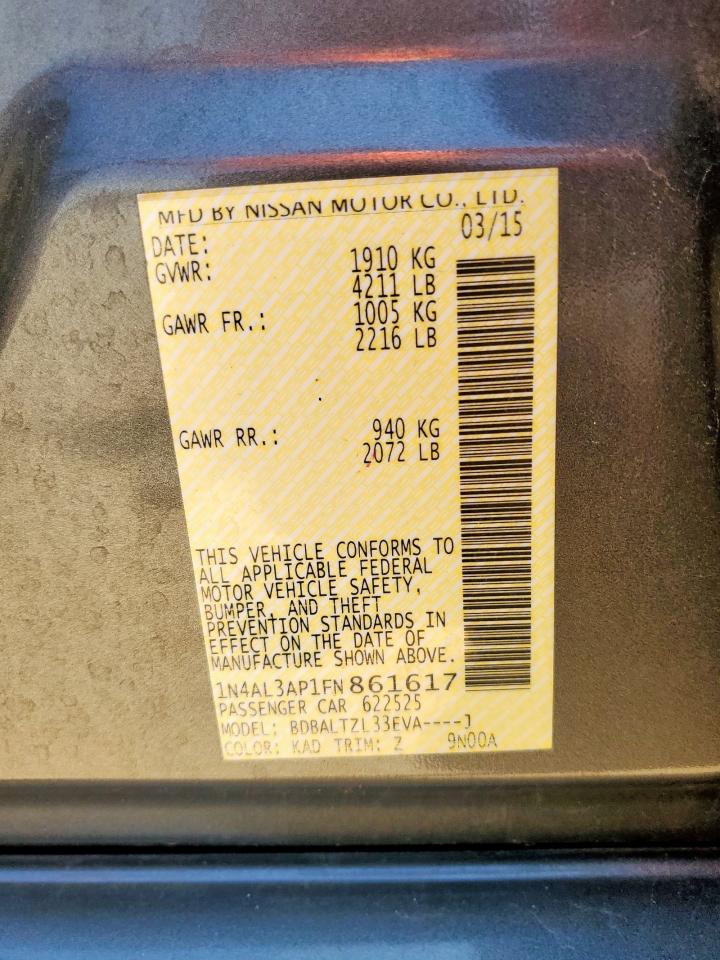 MFD BY NISSAN MOTOR CO., LTD.
DATE: 03/15
GVWR: 1910 KG
4211 LB
GAWR FR.: 1005 KG
2216 LB
GAWR RR.: 940 KG
2072 LB
THIS VEHICLE CONFORMS TO
ALL APPLICABLE FEDERAL
MOTOR VEHICLE SAFETY,
BUMPER, AND THEFT
PREVENTION STANDARDS IN
EFFECT ON THE DATE OF
MANUFACTURE SHOWN ABOVE.
1N4AL3AP1FN861617
PASSENGER CAR 622525
MODEL: BDBALTZL33EVA----J
COLOR: KAD TRIM: Z 9N00A